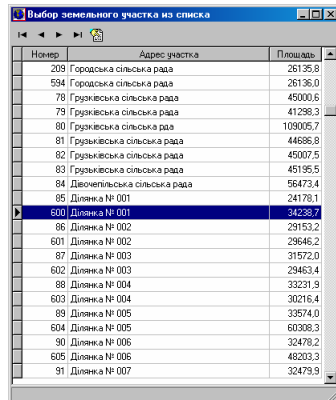 Выбор земельного участка из списка
Номер Адрес участка Площадь
209 Городська сільська рада 26135,8
594 Городська сільська рада 26136,0
78 Грузківська сільська рада 45000,6
79 Грузківська сільська рада 41298,3
80 Грузьківська сільська рда 109005,7
81 Грузьківська сільська рада 44686,8
82 Грузьківська сільська рада 45007,5
83 Грузьківська сільська рада 45195,5
84 Дівочепільська сільська рада 56473,4
85 Ділянка № 001 24178,1
600 Ділянка № 001 34238,7
86 Ділянка № 002 29153,2
601 Ділянка № 002 29646,2
87 Ділянка № 003 31572,0
602 Ділянка № 003 29463,4
88 Ділянка № 004 33231,9
603 Ділянка № 004 30216,4
89 Ділянка № 005 33574,0
604 Ділянка № 005 60308,3
90 Ділянка № 006 32478,2
605 Ділянка № 006 48203,3
91 Ділянка № 007 32479,9